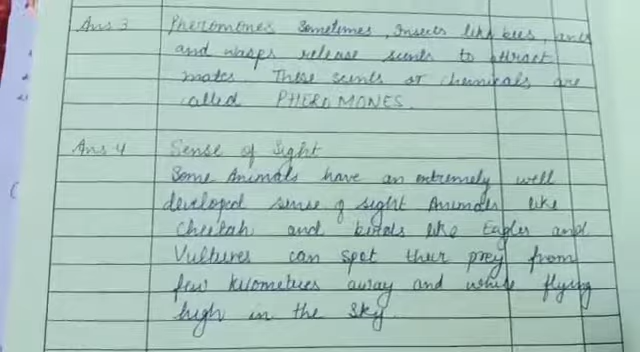 Ans 3 Pheromones Sometimes, Insects like bees, ants
and wasps release scents to attract
mates These scents or chemicals are
called PHEROMONES.
Ans 4 Sense of Sight
Some Animals have an extremely well
developed sense of sight Animals like
Cheetah and birds like Eagles and
Vultures can spot their prey from
few kilometres away and while flying
high in the sky.